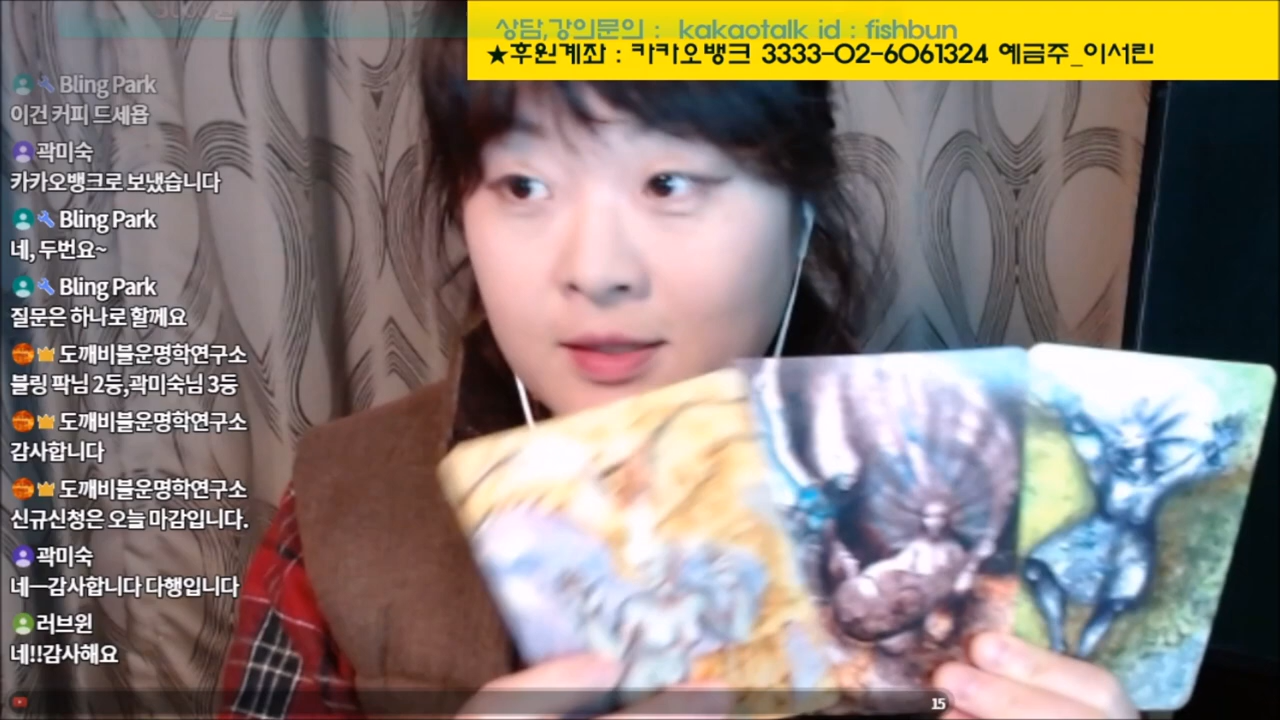 상담,강의문의 : kakaotalk id : fishbun
★후원계좌 : 카카오뱅크 3333-02-6061324 예금주_이서린
Bling Park
이건 커피 드세욥
곽미숙
카카오뱅크로 보냈습니다
Bling Park
네, 두번요~
Bling Park
질문은 하나로 할께요
도깨비불운명학연구소
블링 팍님 2등,곽미숙님 3등
도깨비불운명학연구소
감사합니다
도깨비불운명학연구소
신규신청은 오늘 마감입니다.
곽미숙
네ㅡ감사합니다 다행입니다
러브윈
네!!감사해요
15